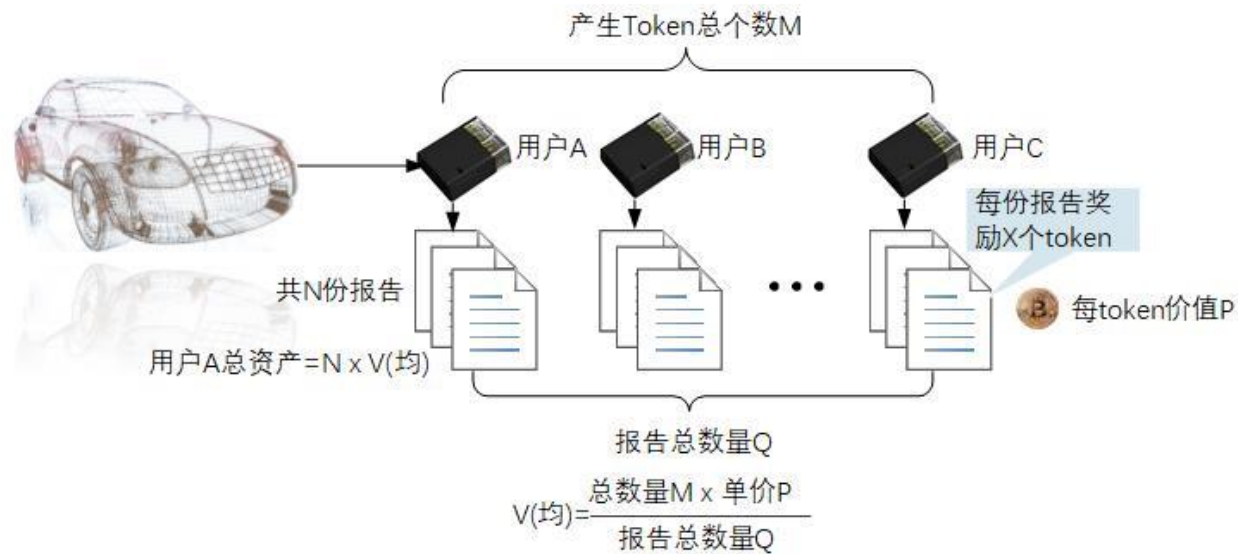 产生Token总个数M
用户A
用户B
用户C
每份报告奖
励X个token
共N份报告
每token价值P
用户A总资产=N x V(均)
报告总数量Q
V(均)=
总数量M x 单价P
报告总数量Q